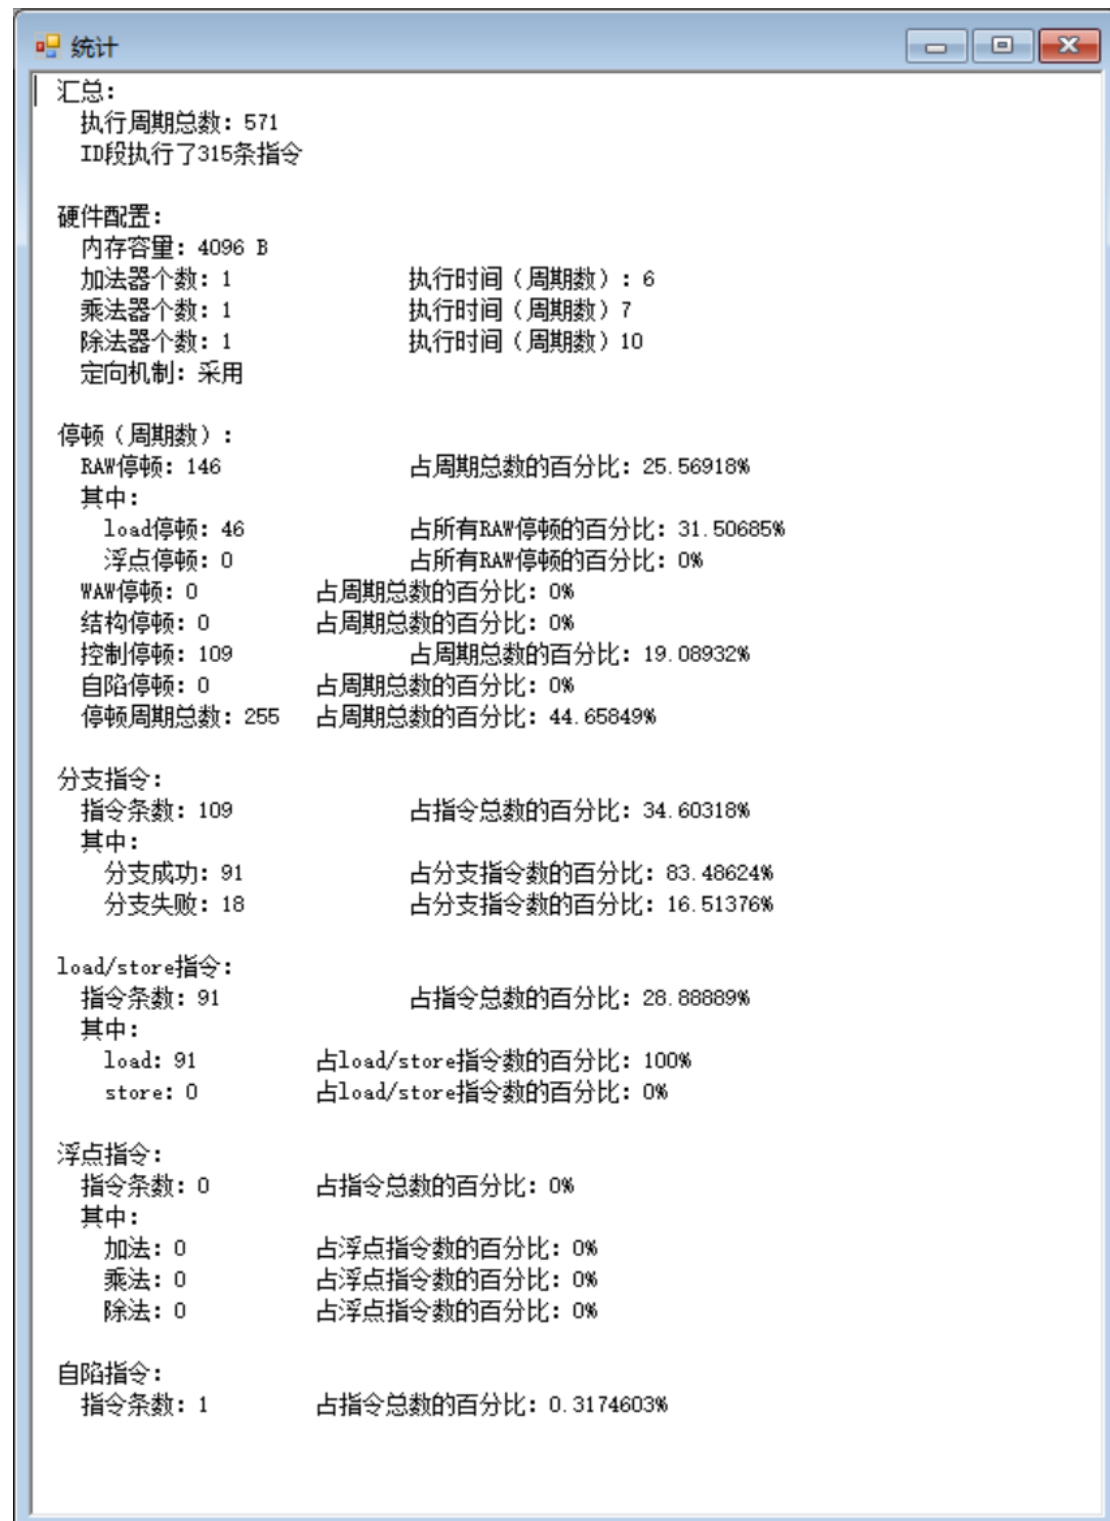 统计
汇总:
执行周期总数: 571
ID段执行了315条指令
硬件配置:
内存容量: 4096 B
加法器个数: 1 执行时间（周期数）: 6
乘法器个数: 1 执行时间（周期数）7
除法器个数: 1 执行时间（周期数）10
定向机制: 采用
停顿（周期数）:
RAW停顿: 146 占周期总数的百分比: 25.56918%
其中:
load停顿: 46 占所有RAW停顿的百分比: 31.50685%
浮点停顿: 0 占所有RAW停顿的百分比: 0%
WAW停顿: 0 占周期总数的百分比: 0%
结构停顿: 0 占周期总数的百分比: 0%
控制停顿: 109 占周期总数的百分比: 19.08932%
自陷停顿: 0 占周期总数的百分比: 0%
停顿周期总数: 255 占周期总数的百分比: 44.65849%
分支指令:
指令条数: 109 占指令总数的百分比: 34.60318%
其中:
分支成功: 91 占分支指令数的百分比: 83.48624%
分支失败: 18 占分支指令数的百分比: 16.51376%
load/store指令:
指令条数: 91 占指令总数的百分比: 28.88889%
其中:
load: 91 占load/store指令数的百分比: 100%
store: 0 占load/store指令数的百分比: 0%
浮点指令:
指令条数: 0 占指令总数的百分比: 0%
其中:
加法: 0 占浮点指令数的百分比: 0%
乘法: 0 占浮点指令数的百分比: 0%
除法: 0 占浮点指令数的百分比: 0%
自陷指令:
指令条数: 1 占指令总数的百分比: 0.3174603%